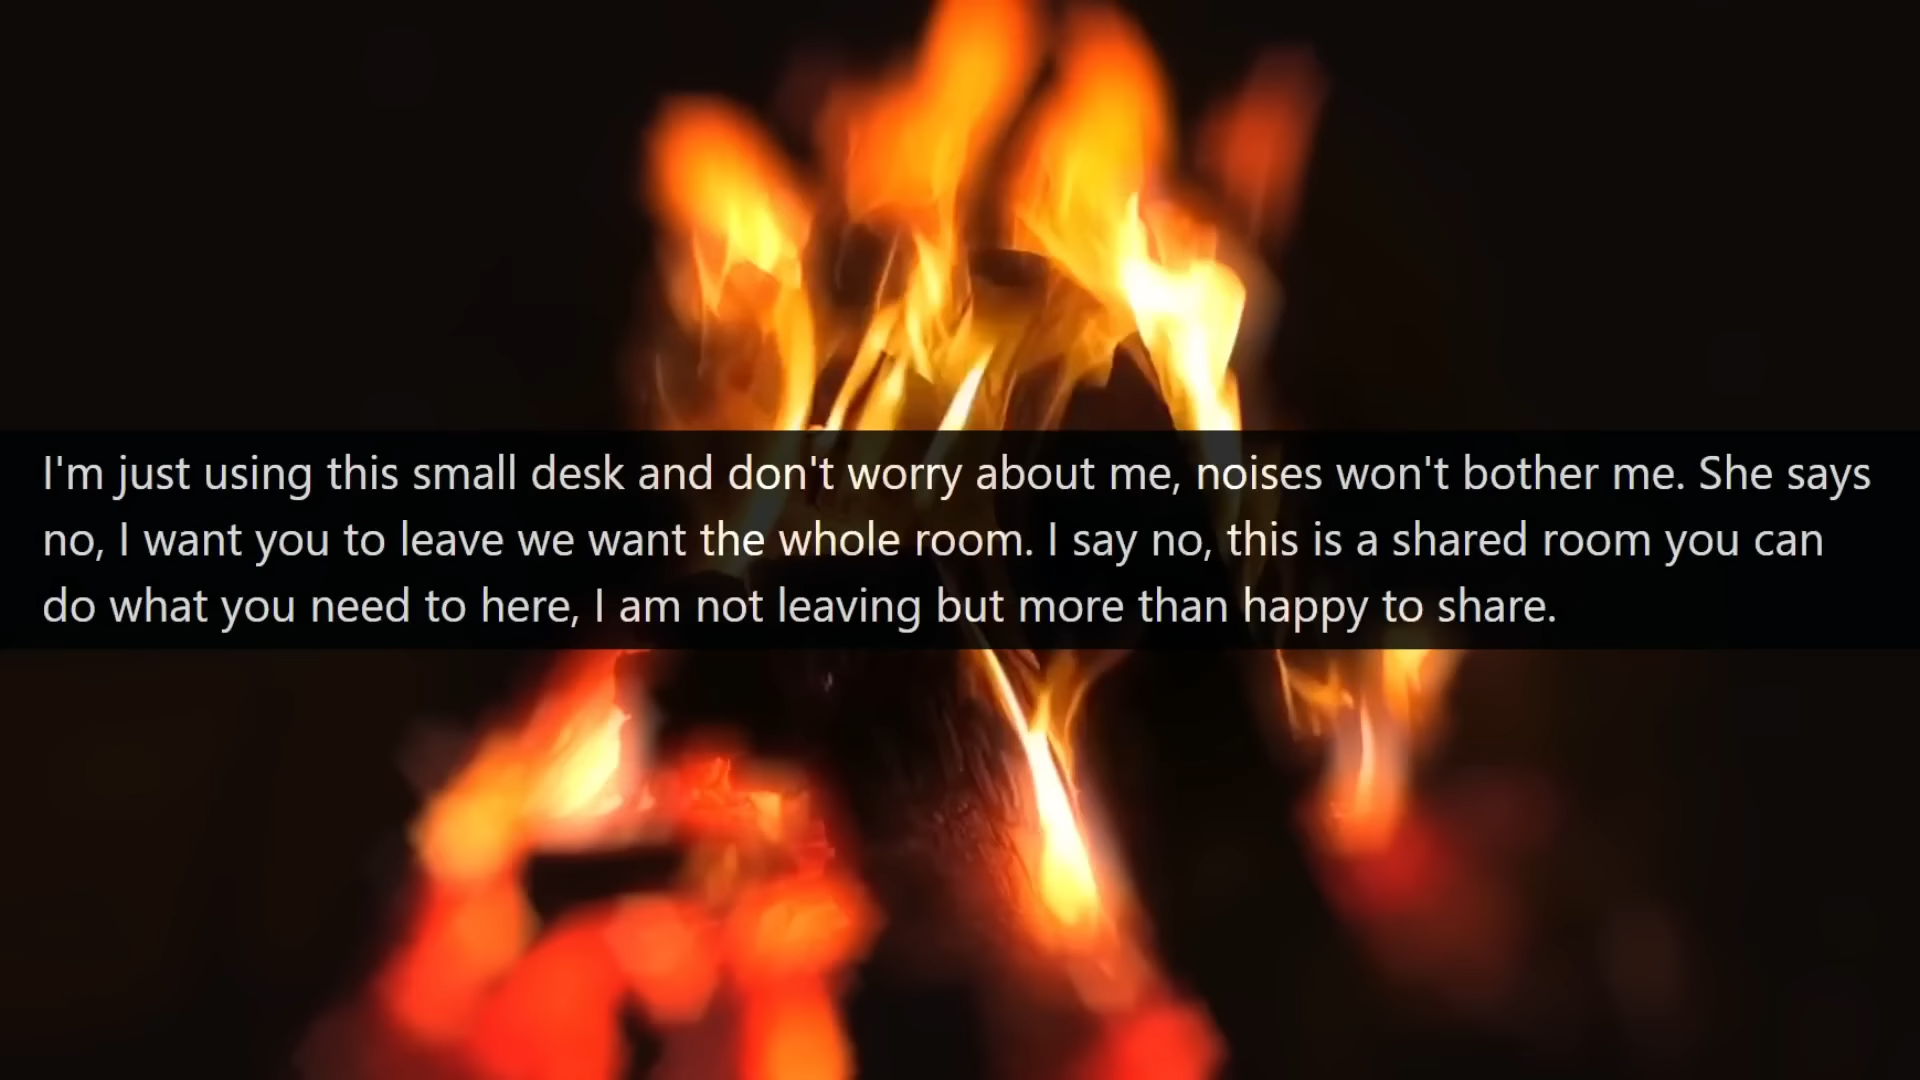 I'm just using this small desk and don't worry about me, noises won't bother me. She says
no, I want you to leave we want the whole room. I say no, this is a shared room you can
do what you need to here, I am not leaving but more than happy to share.